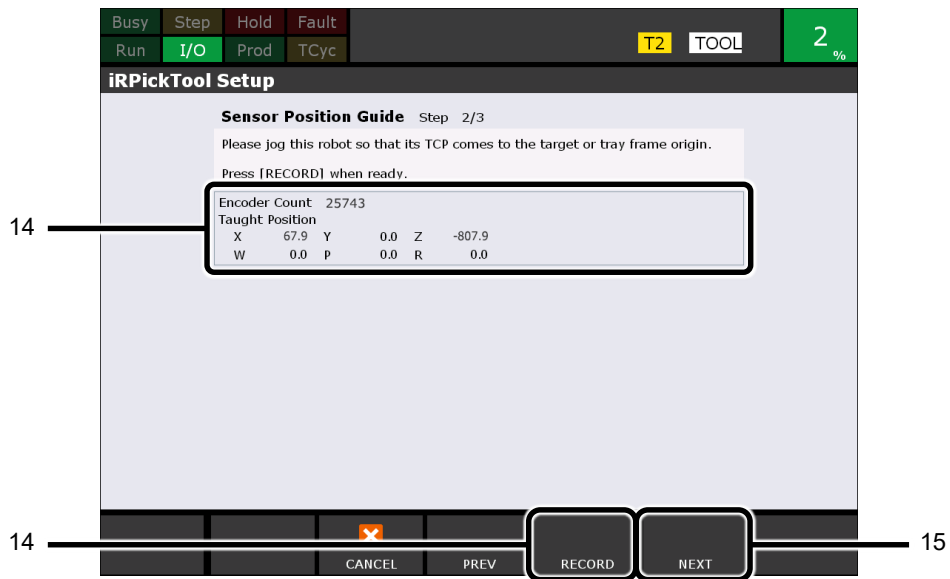 Busy Step Hold Fault
Run I/O Prod TCyc
T2 TOOL
2 %
iRPickTool Setup
Sensor Position Guide Step 2/3
Please jog this robot so that its TCP comes to the target or tray frame origin.
Press [RECORD] when ready.
14
Encoder Count 25743
Taught Position
X 67.9 Y 0.0 Z -807.9
W 0.0 P 0.0 R 0.0
14
CANCEL PREV RECORD NEXT
15